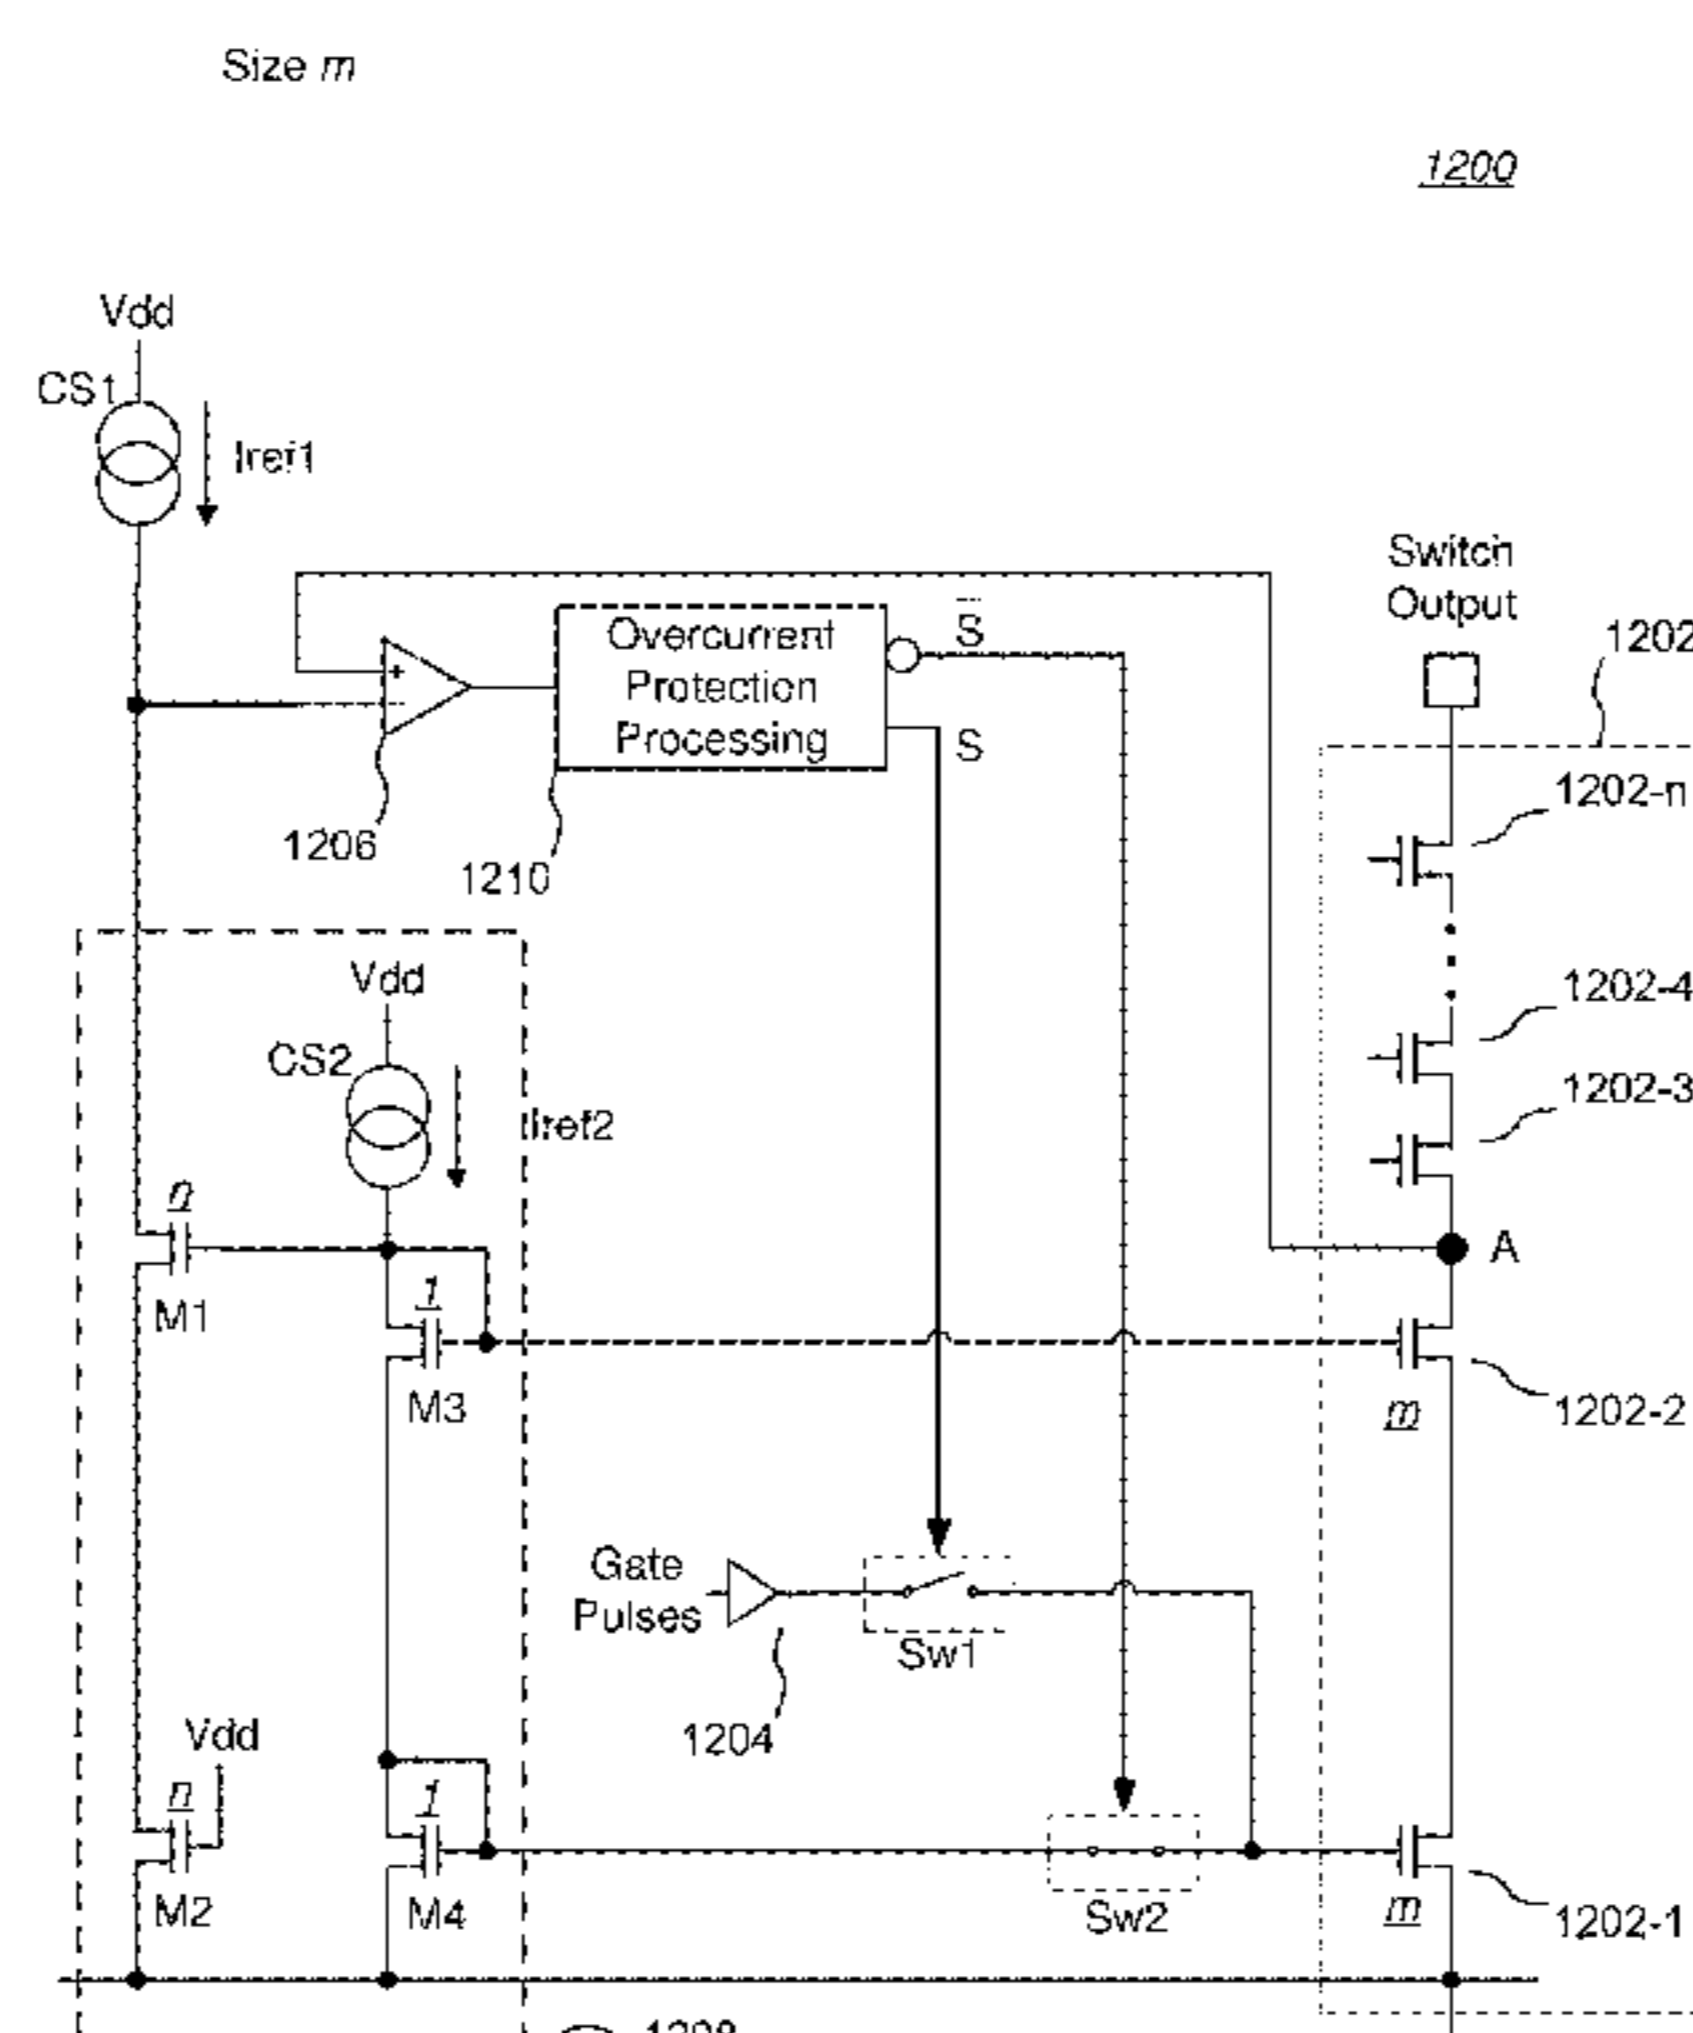 Size m
1200
Vdd
CS1
Iref1
Switch
Output
1202
Overcurrent
Protection
Processing
S
S
+
-
1206
1210
1202-n
Vdd
1202-4
CS2
1202-3
Iref2
n
A
1
M1
M3
1202-2
m
Gate
Pulses
Sw1
1204
Vdd
n
1
M2
M4
Sw2
m
1202-1